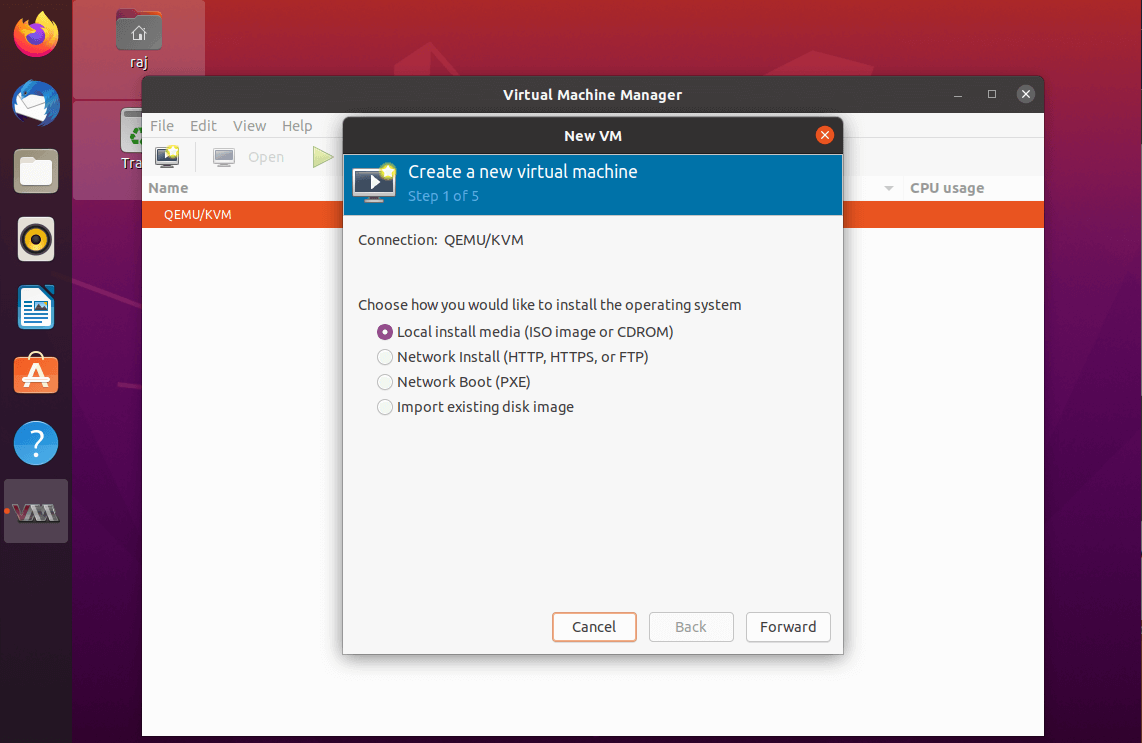 raj
Tra
Virtual Machine Manager
File Edit View Help
Open
Name CPU usage
QEMU/KVM
New VM
Create a new virtual machine
Step 1 of 5
Connection: QEMU/KVM
Choose how you would like to install the operating system
Local install media (ISO image or CDROM)
Network Install (HTTP, HTTPS, or FTP)
Network Boot (PXE)
Import existing disk image
Cancel Back Forward